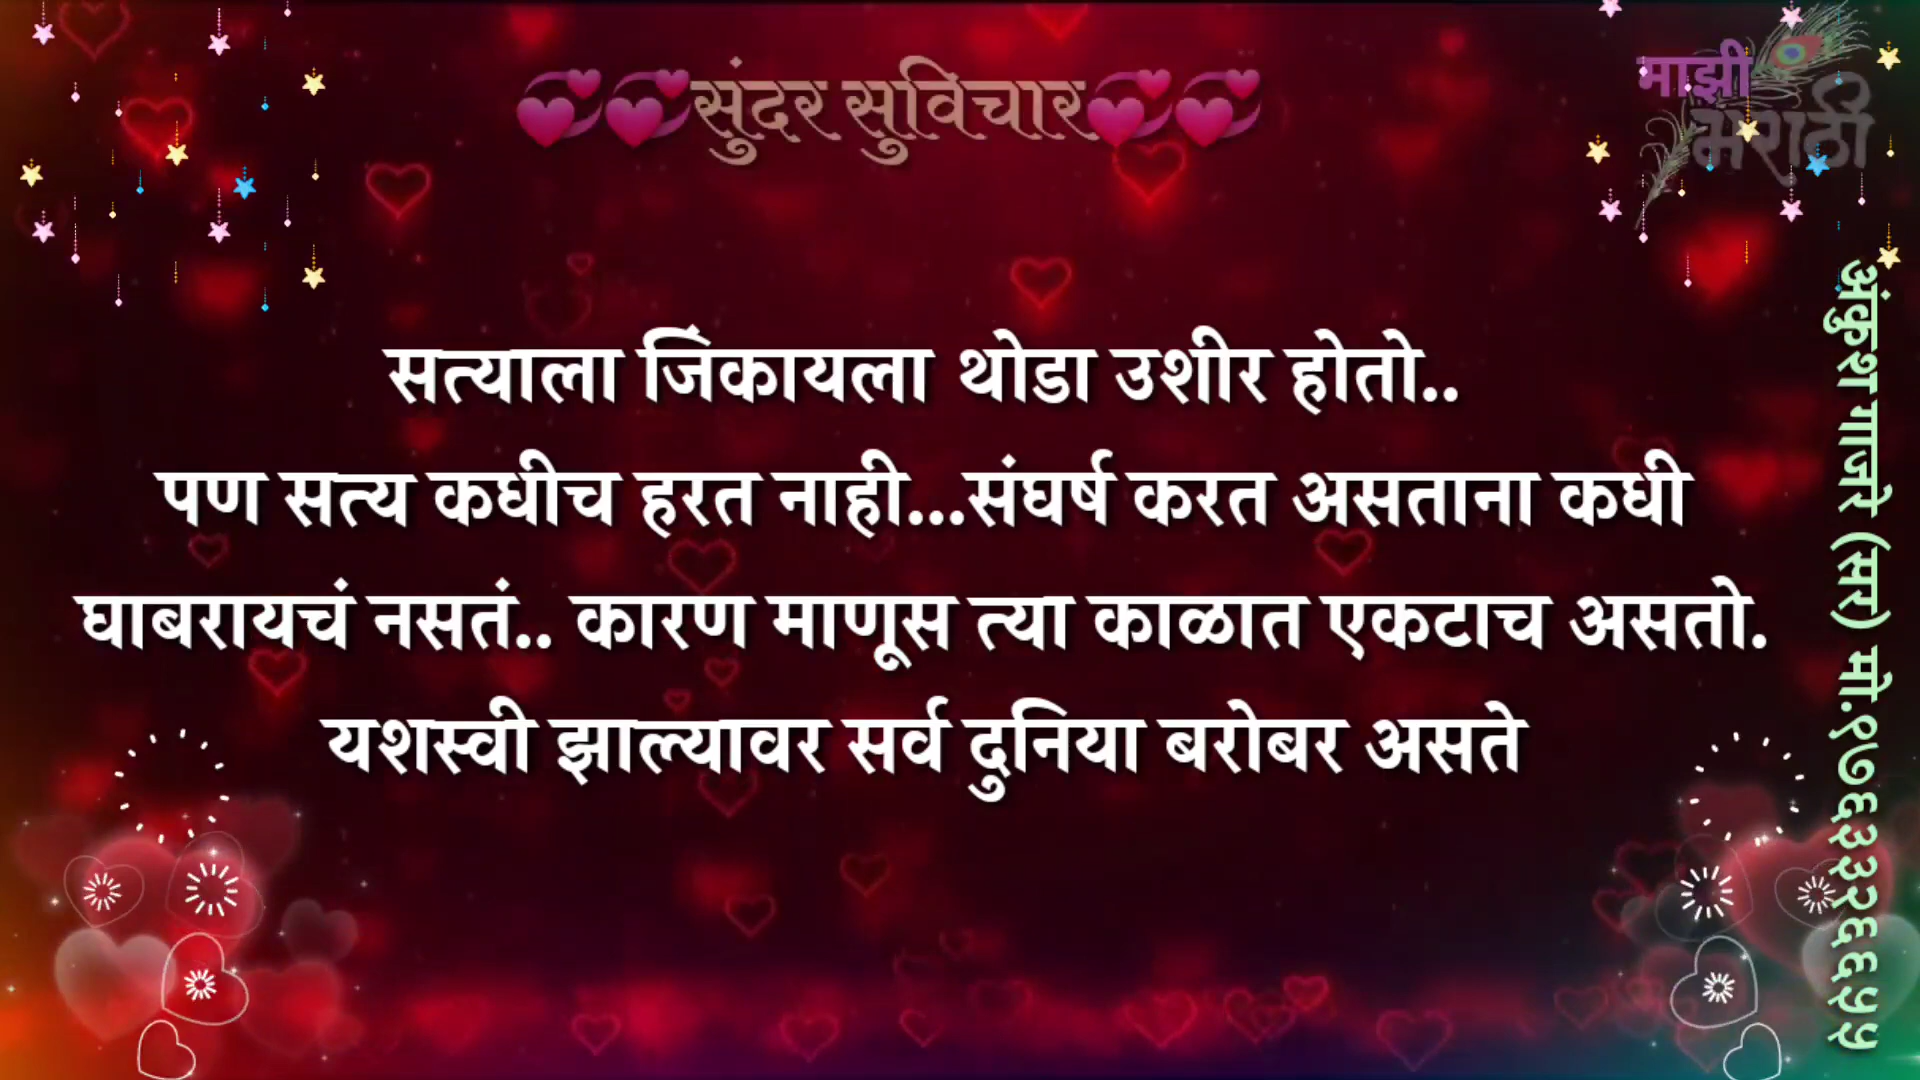 💞💞सुंदर सुविचार💞💞
माझी
मराठी
सत्याला जिंकायला थोडा उशीर होतो..
पण सत्य कधीच हरत नाही...संघर्ष करत असताना कधी
घाबरायचं नसतं.. कारण माणूस त्या काळात एकटाच असतो.
यशस्वी झाल्यावर सर्व दुनिया बरोबर असते
अंकुश गाजरे (सर) मो.९७६३३२६६५५